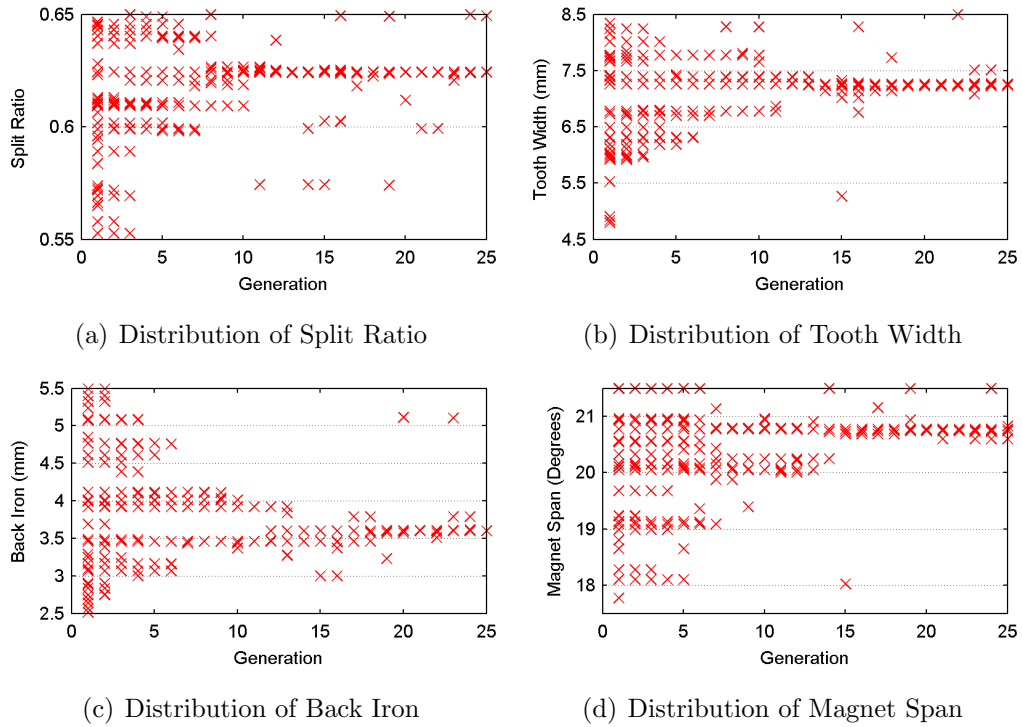 0.65
0.6
0.55
0 5 10 15 20 25
Split Ratio
Generation
(a) Distribution of Split Ratio
8.5
7.5
6.5
5.5
4.5
0 5 10 15 20 25
Tooth Width (mm)
Generation
(b) Distribution of Tooth Width
5.5
5
4.5
4
3.5
3
2.5
0 5 10 15 20 25
Back Iron (mm)
Generation
(c) Distribution of Back Iron
21
20
19
18
0 5 10 15 20 25
Magnet Span (Degrees)
Generation
(d) Distribution of Magnet Span